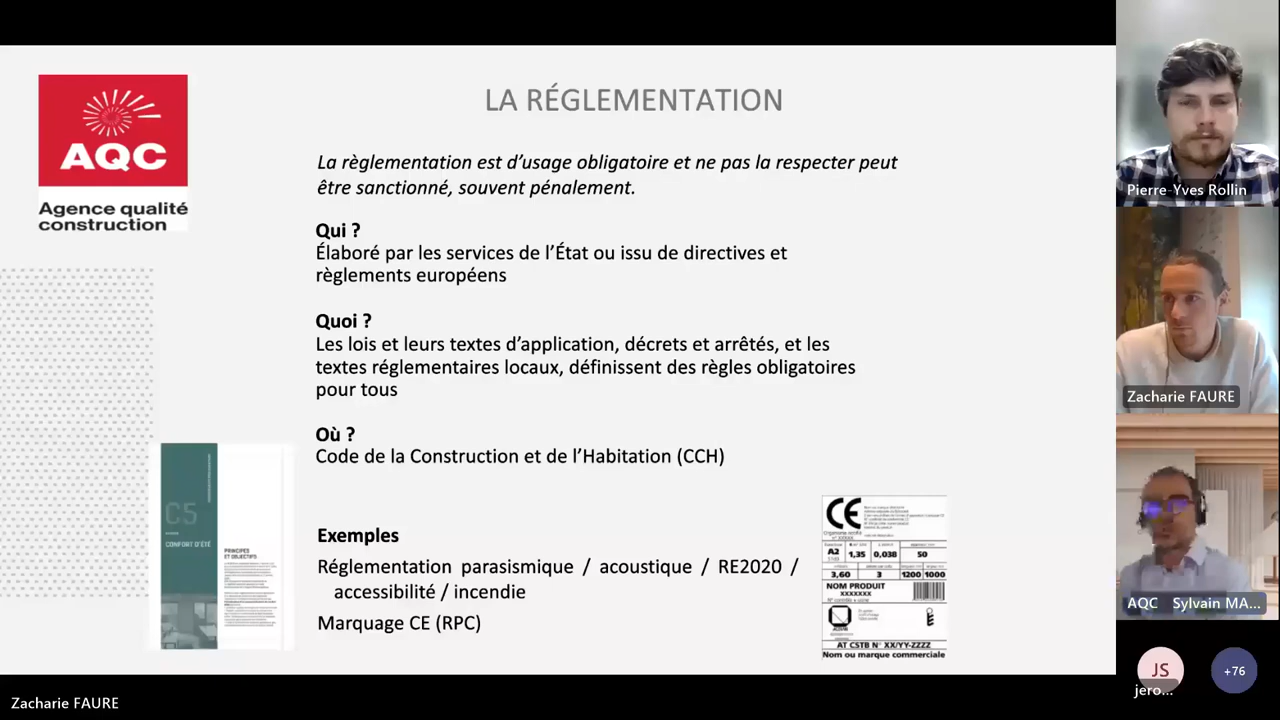 LA RÉGLEMENTATION
AQC
Agence qualité
construction
La règlementation est d’usage obligatoire et ne pas la respecter peut
être sanctionné, souvent pénalement.
Qui ?
Élaboré par les services de l’État ou issu de directives et
règlements européens
Quoi ?
Les lois et leurs textes d’application, décrets et arrêtés, et les
textes réglementaires locaux, définissent des règles obligatoires
pour tous
Où ?
Code de la Construction et de l’Habitation (CCH)
Exemples
Réglementation parasismique / acoustique / RE2020 /
accessibilité / incendie
Marquage CE (RPC)
C5
CONFORT D'ÉTÉ
PRINCIPES
ET OBJECTIFS
CE
A2
1,35
0,038
50
3,60
3
1200
1000
NOM PRODUIT
XXXXXXX
AT CSTB N° XX/YY-ZZZZ
Nom ou marque commerciale
Pierre-Yves Rollin
Zacharie FAURE
AQC Sylvain MA...
JS
jero...
+76
Zacharie FAURE